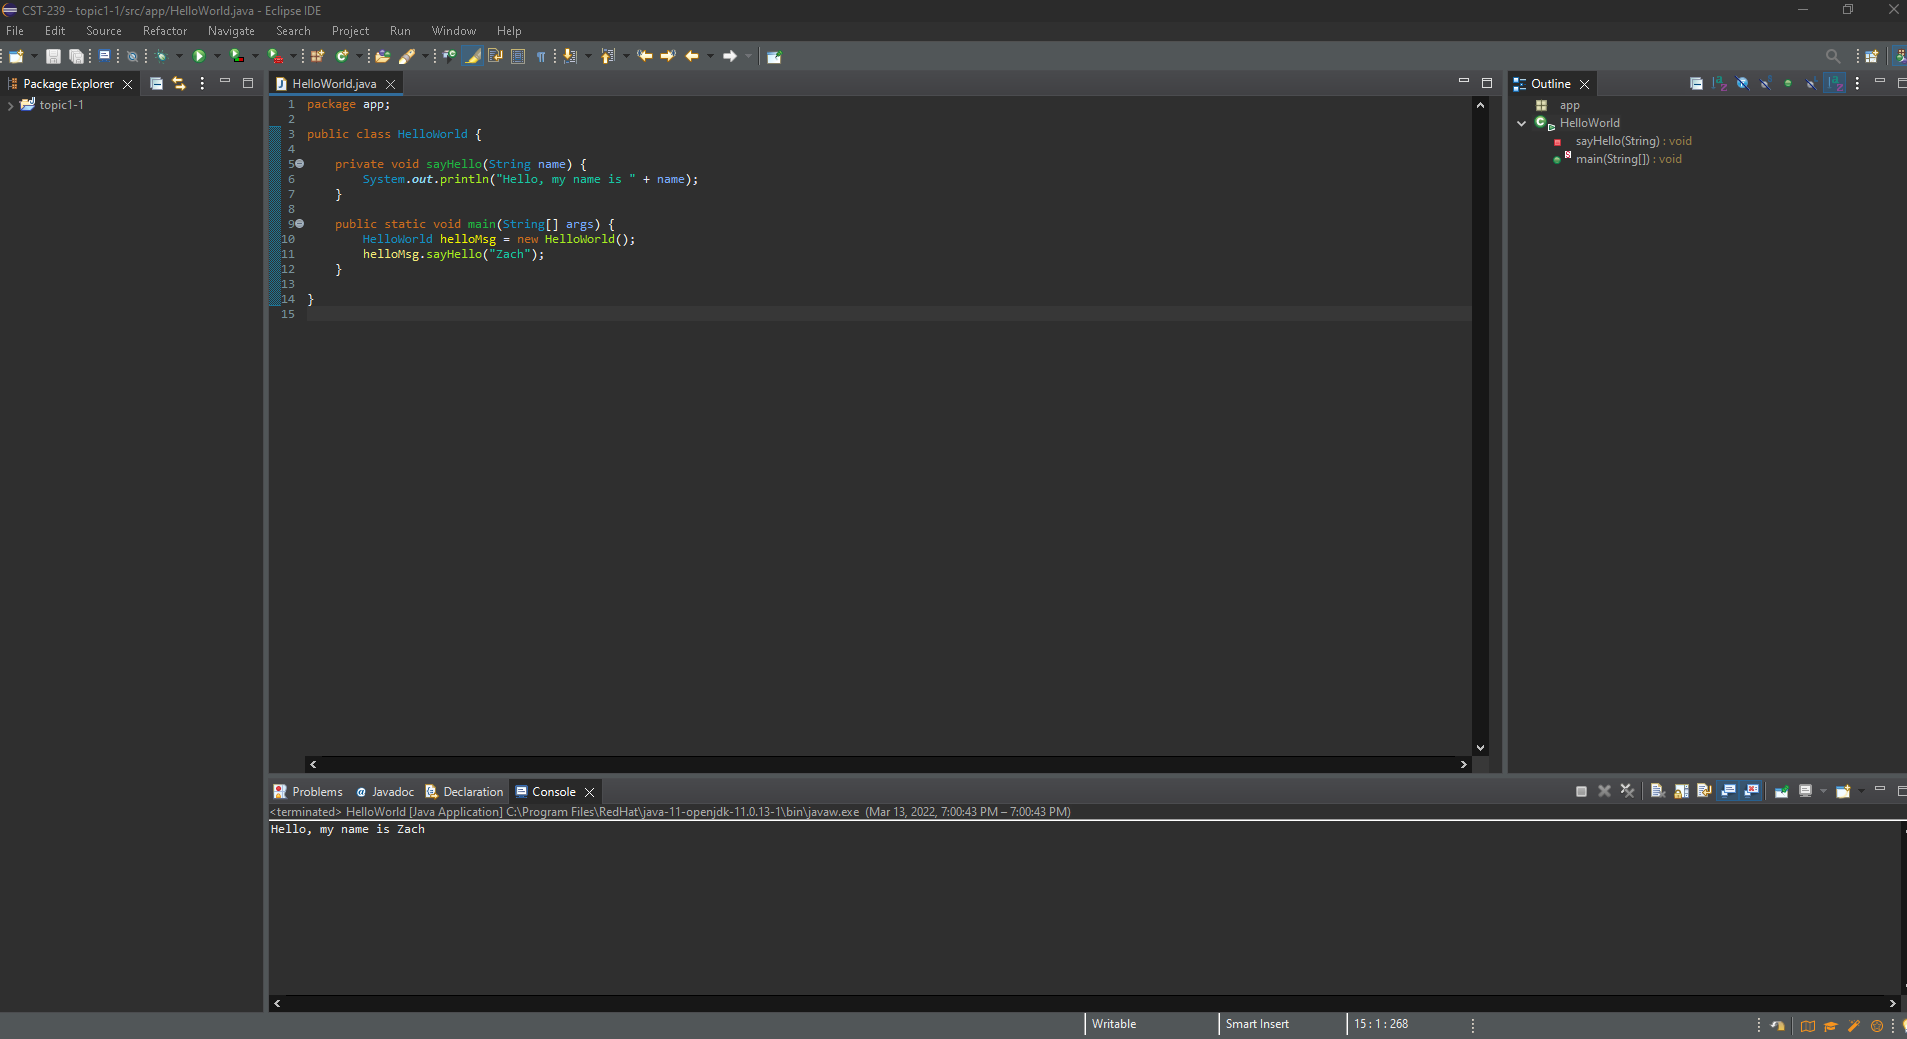 CST-239 - topic1-1/src/app/HelloWorld.java - Eclipse IDE
File Edit Source Refactor Navigate Search Project Run Window Help
Package Explorer
topic1-1
HelloWorld.java
1 package app;
2
3 public class HelloWorld {
4
5 private void sayHello(String name) {
6 System.out.println("Hello, my name is " + name);
7 }
8
9 public static void main(String[] args) {
10 HelloWorld helloMsg = new HelloWorld();
11 helloMsg.sayHello("Zach");
12 }
13
14 }
15
Outline
app
HelloWorld
sayHello(String) : void
main(String[]) : void
Problems Javadoc Declaration Console
<terminated> HelloWorld [Java Application] C:\Program Files\RedHat\java-11-openjdk-11.0.13-1\bin\javaw.exe (Mar 13, 2022, 7:00:43 PM – 7:00:43 PM)
Hello, my name is Zach
Writable Smart Insert 15 : 1 : 268